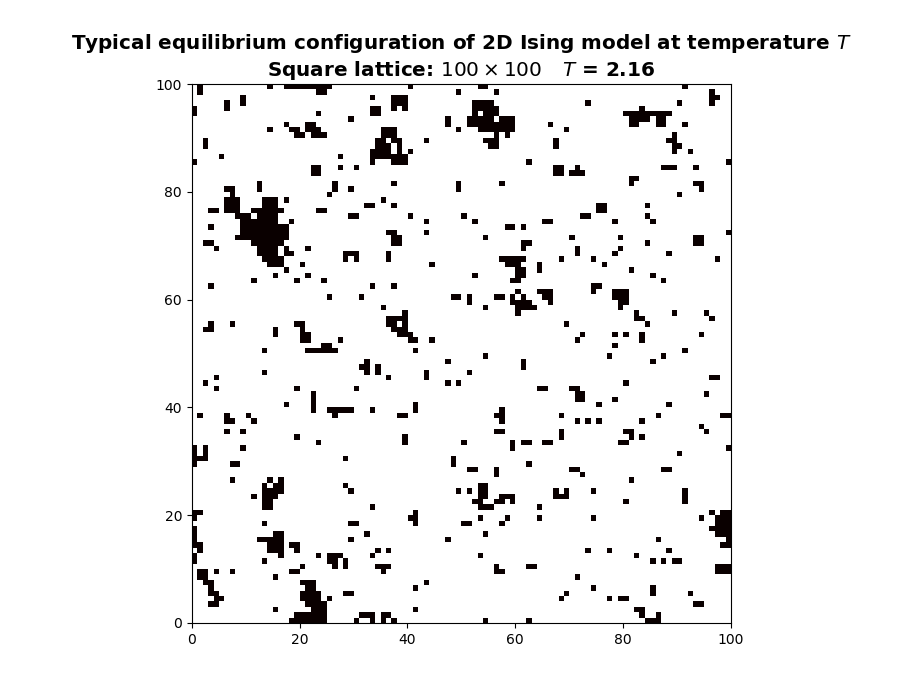 Typical equilibrium configuration of 2D Ising model at temperature T
Square lattice: 100 × 100 T = 2.16
100
80
60
40
20
0
0 20 40 60 80 100